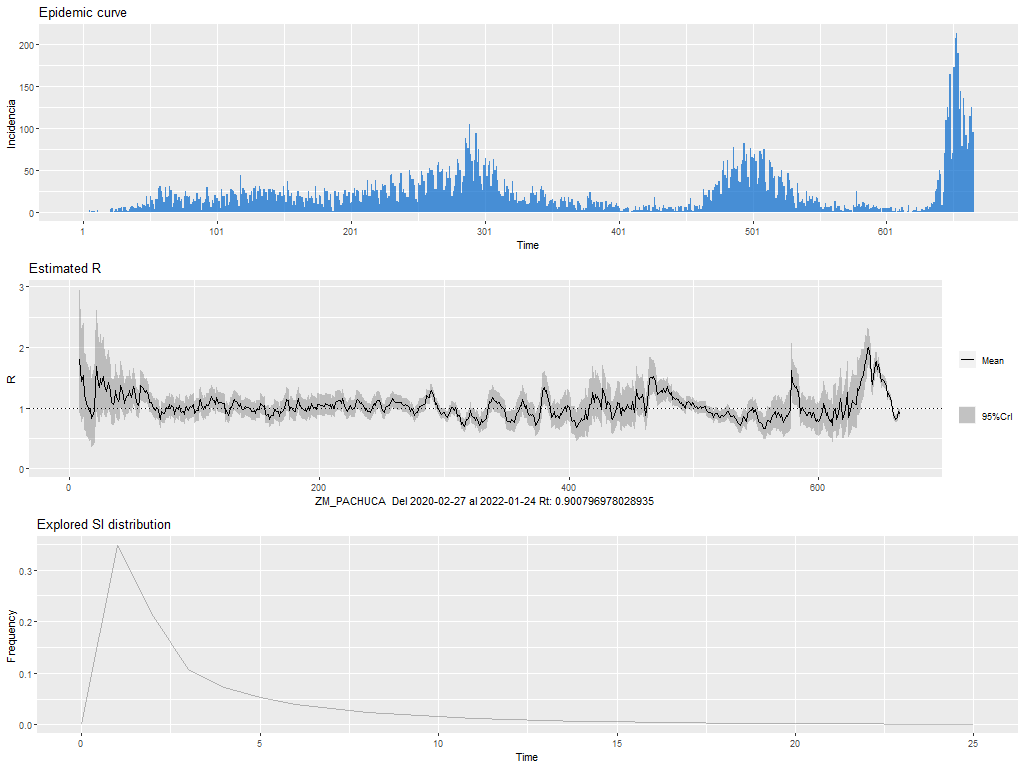 Epidemic curve
200
150
100
50
0
Incidencia
1
101
201
301
401
501
601
Time
Estimated R
3
2
1
0
R
Mean
95%CrI
0
200
400
600
ZM_PACHUCA Del 2020-02-27 al 2022-01-24 Rt: 0.900796978028935
Explored SI distribution
0.3
0.2
0.1
0.0
Frequency
0
5
10
15
20
25
Time